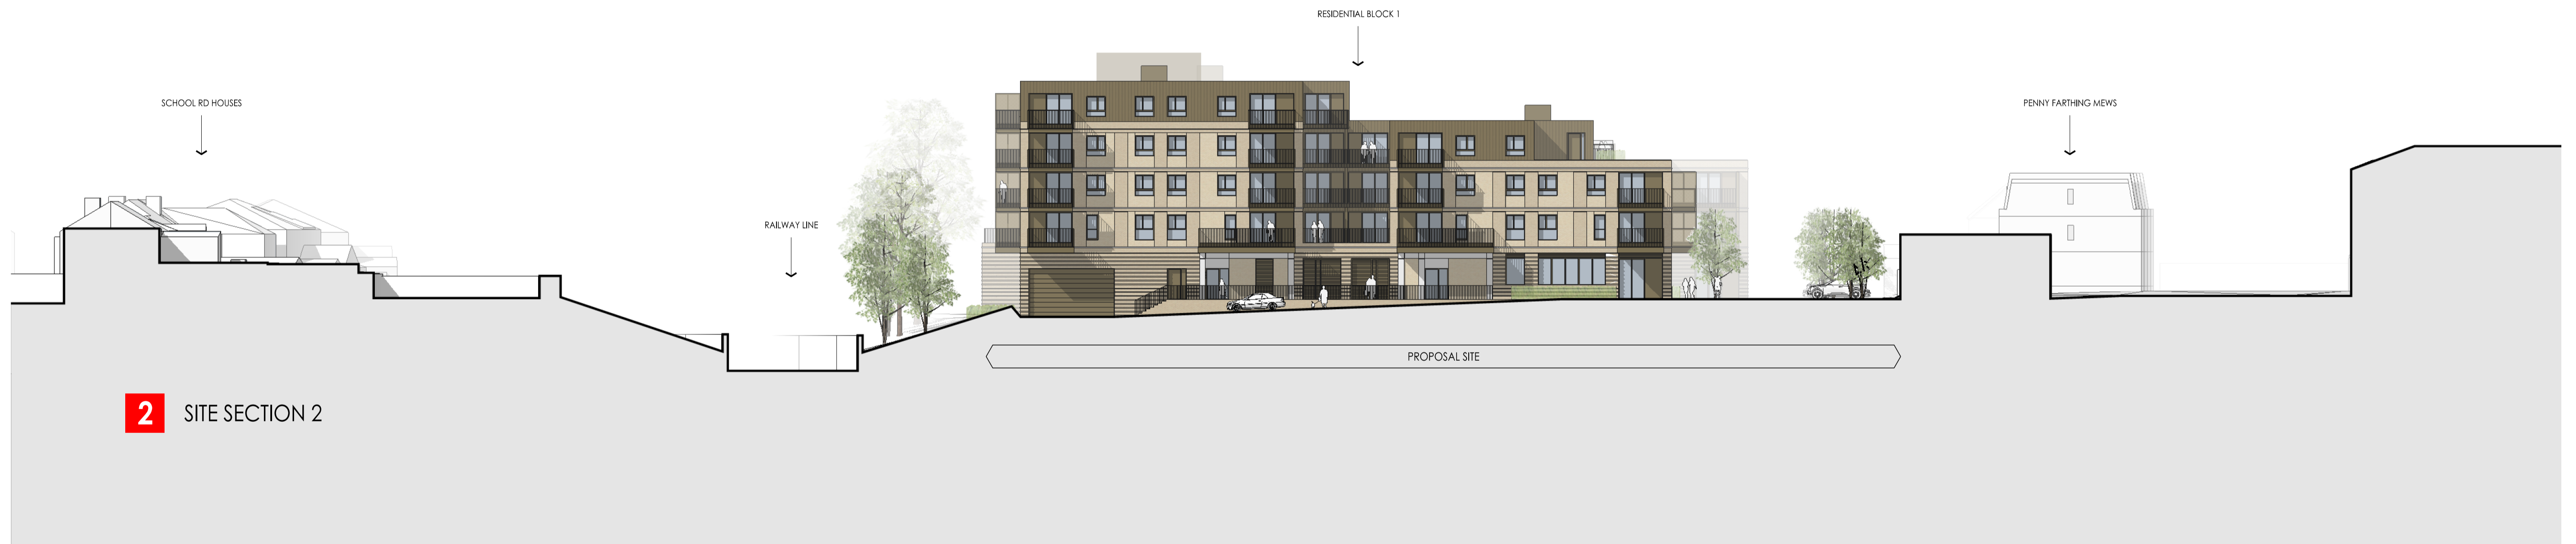 RESIDENTIAL BLOCK 1
SCHOOL RD HOUSES
PENNY FARTHING MEWS
RAILWAY LINE
PROPOSAL SITE
2 SITE SECTION 2